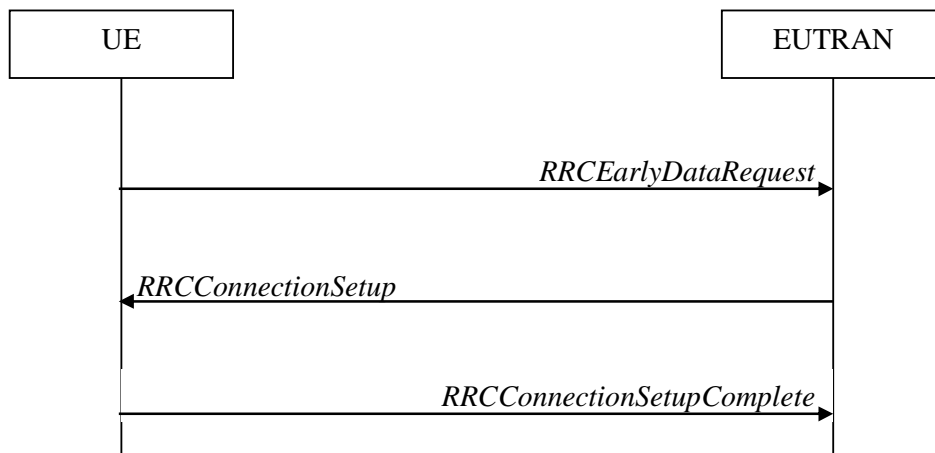 UE
EUTRAN
RRCEarlyDataRequest
RRCConnectionSetup
RRCConnectionSetupComplete